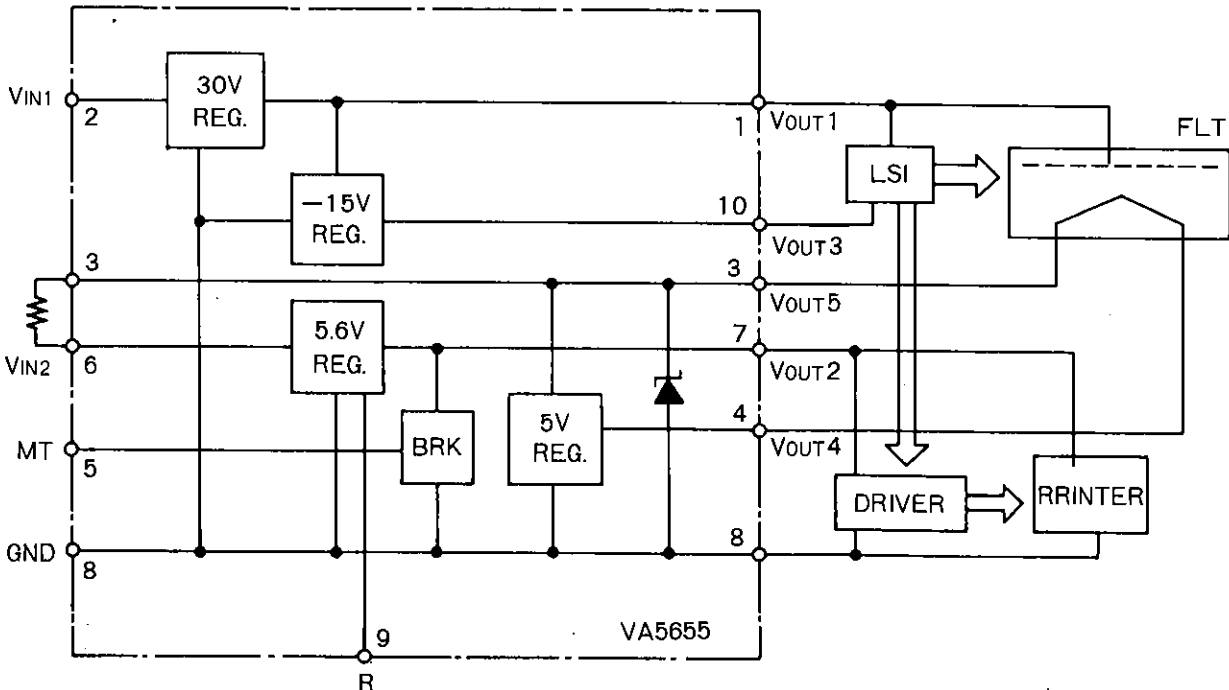 VIN1
2
30V
REG.
1
VOUT1
FLT
LSI
−15V
REG.
10
VOUT3
3
3
VOUT5
5.6V
REG.
7
VOUT2
VIN2
6
5V
REG.
4
VOUT4
MT
5
BRK
DRIVER
RRINTER
GND
8
8
9
VA5655
R